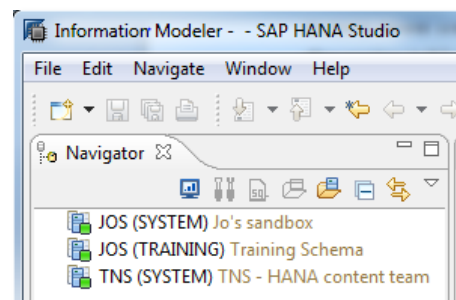 Information Modeler - - SAP HANA Studio
File Edit Navigate Window Help
Navigator
JOS (SYSTEM) Jo's sandbox
JOS (TRAINING) Training Schema
TNS (SYSTEM) TNS - HANA content team